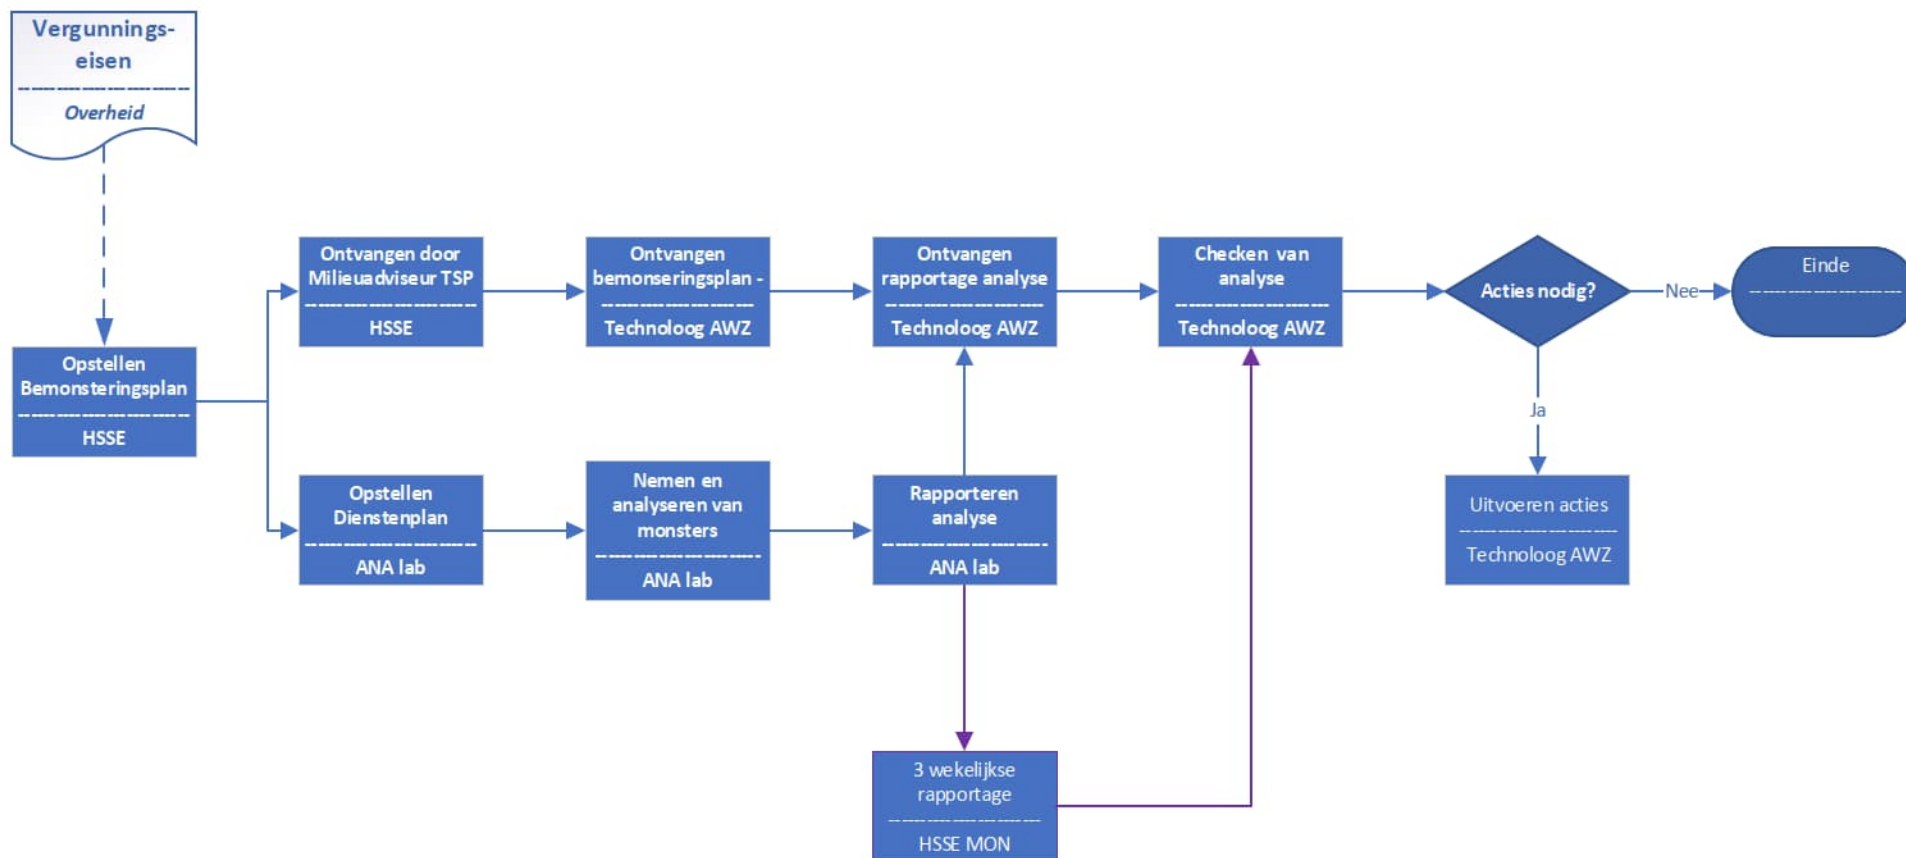 Vergunnings-
eisen
Overheid
Opstellen
Bemonsteringsplan
HSSE
Ontvangen door
Milieuadviseur TSP
HSSE
Ontvangen
bemonseringsplan -
Technoloog AWZ
Ontvangen
rapportage analyse
Technoloog AWZ
Checken van
analyse
Technoloog AWZ
Acties nodig?
Nee
Einde
Ja
Uitvoeren acties
Technoloog AWZ
Opstellen
Dienstenplan
ANA lab
Nemen en
analyseren van
monsters
ANA lab
Rapporteren
analyse
ANA lab
3 wekelijkse
rapportage
HSSE MON